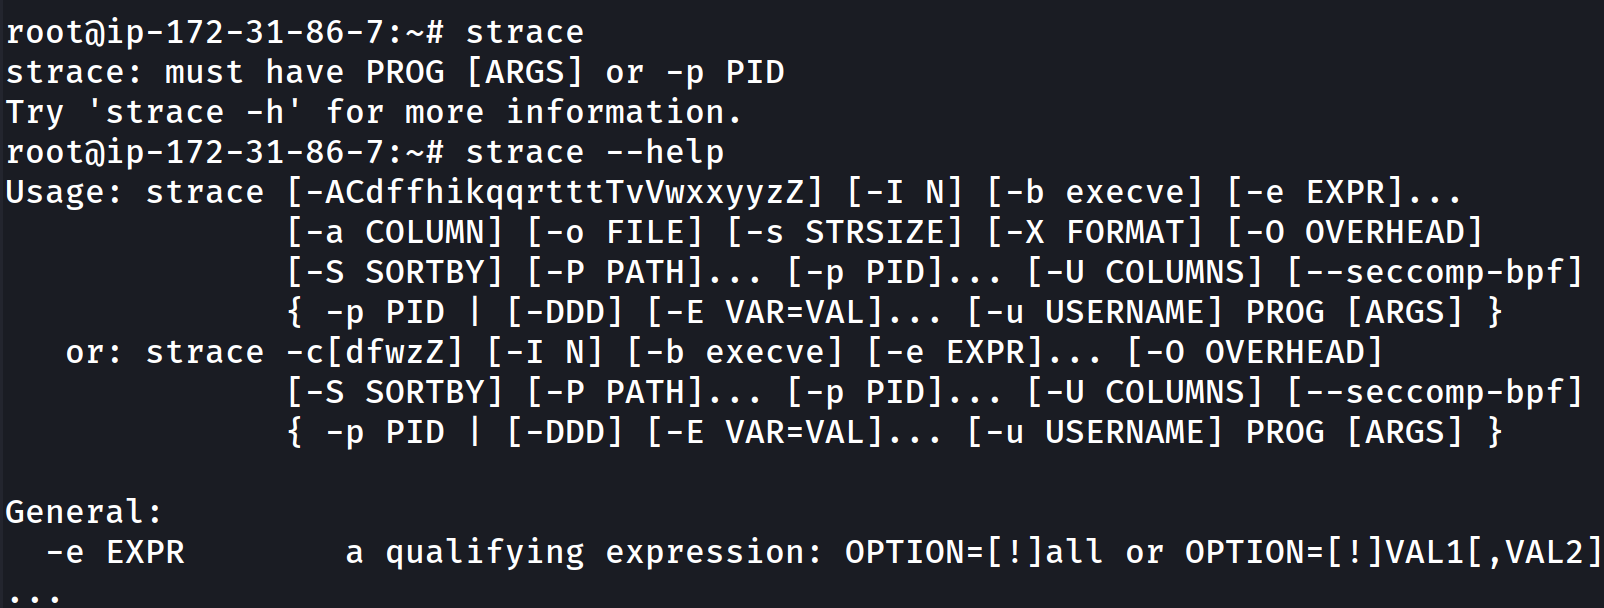 root@ip-172-31-86-7:~# strace
strace: must have PROG [ARGS] or -p PID
Try 'strace -h' for more information.
root@ip-172-31-86-7:~# strace --help
Usage: strace [-ACdffhikqqrtttTvVwxxyyzZ] [-I N] [-b execve] [-e EXPR]...
              [-a COLUMN] [-o FILE] [-s STRSIZE] [-X FORMAT] [-O OVERHEAD]
              [-S SORTBY] [-P PATH]... [-p PID]... [-U COLUMNS] [--seccomp-bpf]
              { -p PID | [-DDD] [-E VAR=VAL]... [-u USERNAME] PROG [ARGS] }
   or: strace -c[dfwzZ] [-I N] [-b execve] [-e EXPR]... [-O OVERHEAD]
              [-S SORTBY] [-P PATH]... [-p PID]... [-U COLUMNS] [--seccomp-bpf]
              { -p PID | [-DDD] [-E VAR=VAL]... [-u USERNAME] PROG [ARGS] }

General:
  -e EXPR        a qualifying expression: OPTION=[!]all or OPTION=[!]VAL1[,VAL2]
...